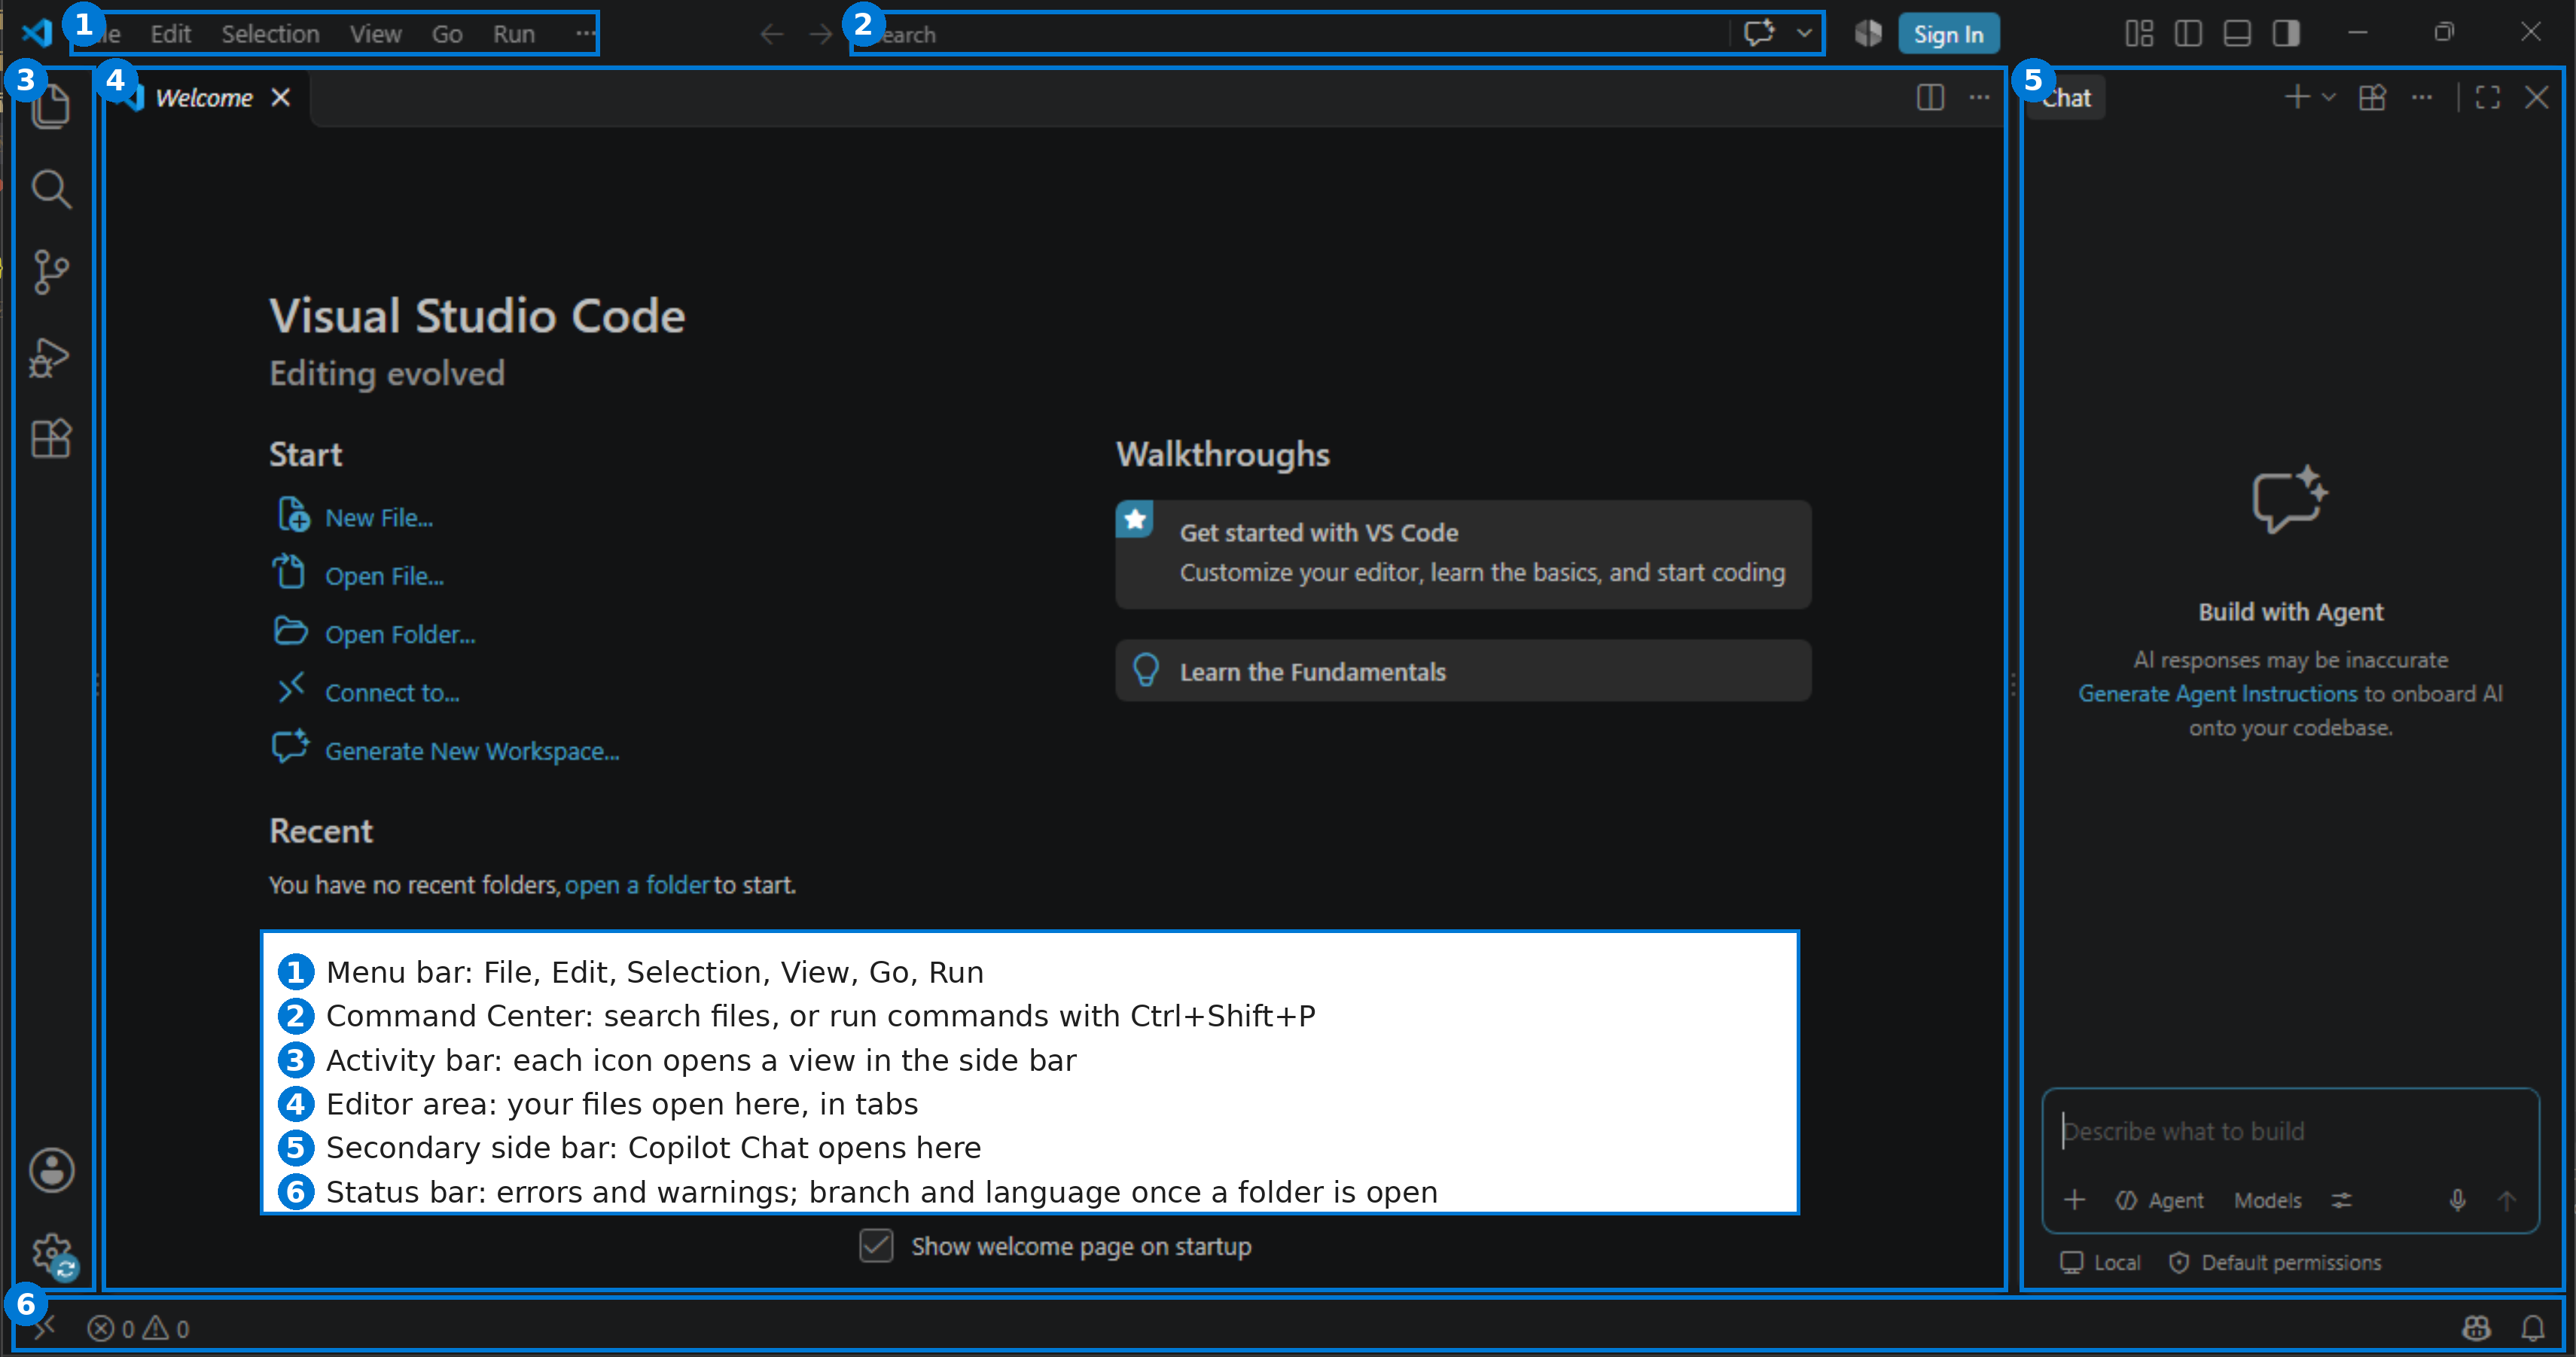 1 le Edit Selection View Go Run ···
2 earch
Sign In
3
4 Welcome
5 Chat
Visual Studio Code
Editing evolved
Start
New File...
Open File...
Open Folder...
Connect to...
Generate New Workspace...
Walkthroughs
Get started with VS Code
Customize your editor, learn the basics, and start coding
Learn the Fundamentals
Recent
You have no recent folders, open a folder to start.
1 Menu bar: File, Edit, Selection, View, Go, Run
2 Command Center: search files, or run commands with Ctrl+Shift+P
3 Activity bar: each icon opens a view in the side bar
4 Editor area: your files open here, in tabs
5 Secondary side bar: Copilot Chat opens here
6 Status bar: errors and warnings; branch and language once a folder is open
Show welcome page on startup
Build with Agent
AI responses may be inaccurate
Generate Agent Instructions to onboard AI
onto your codebase.
Describe what to build
Agent Models
Local Default permissions
6
0 0